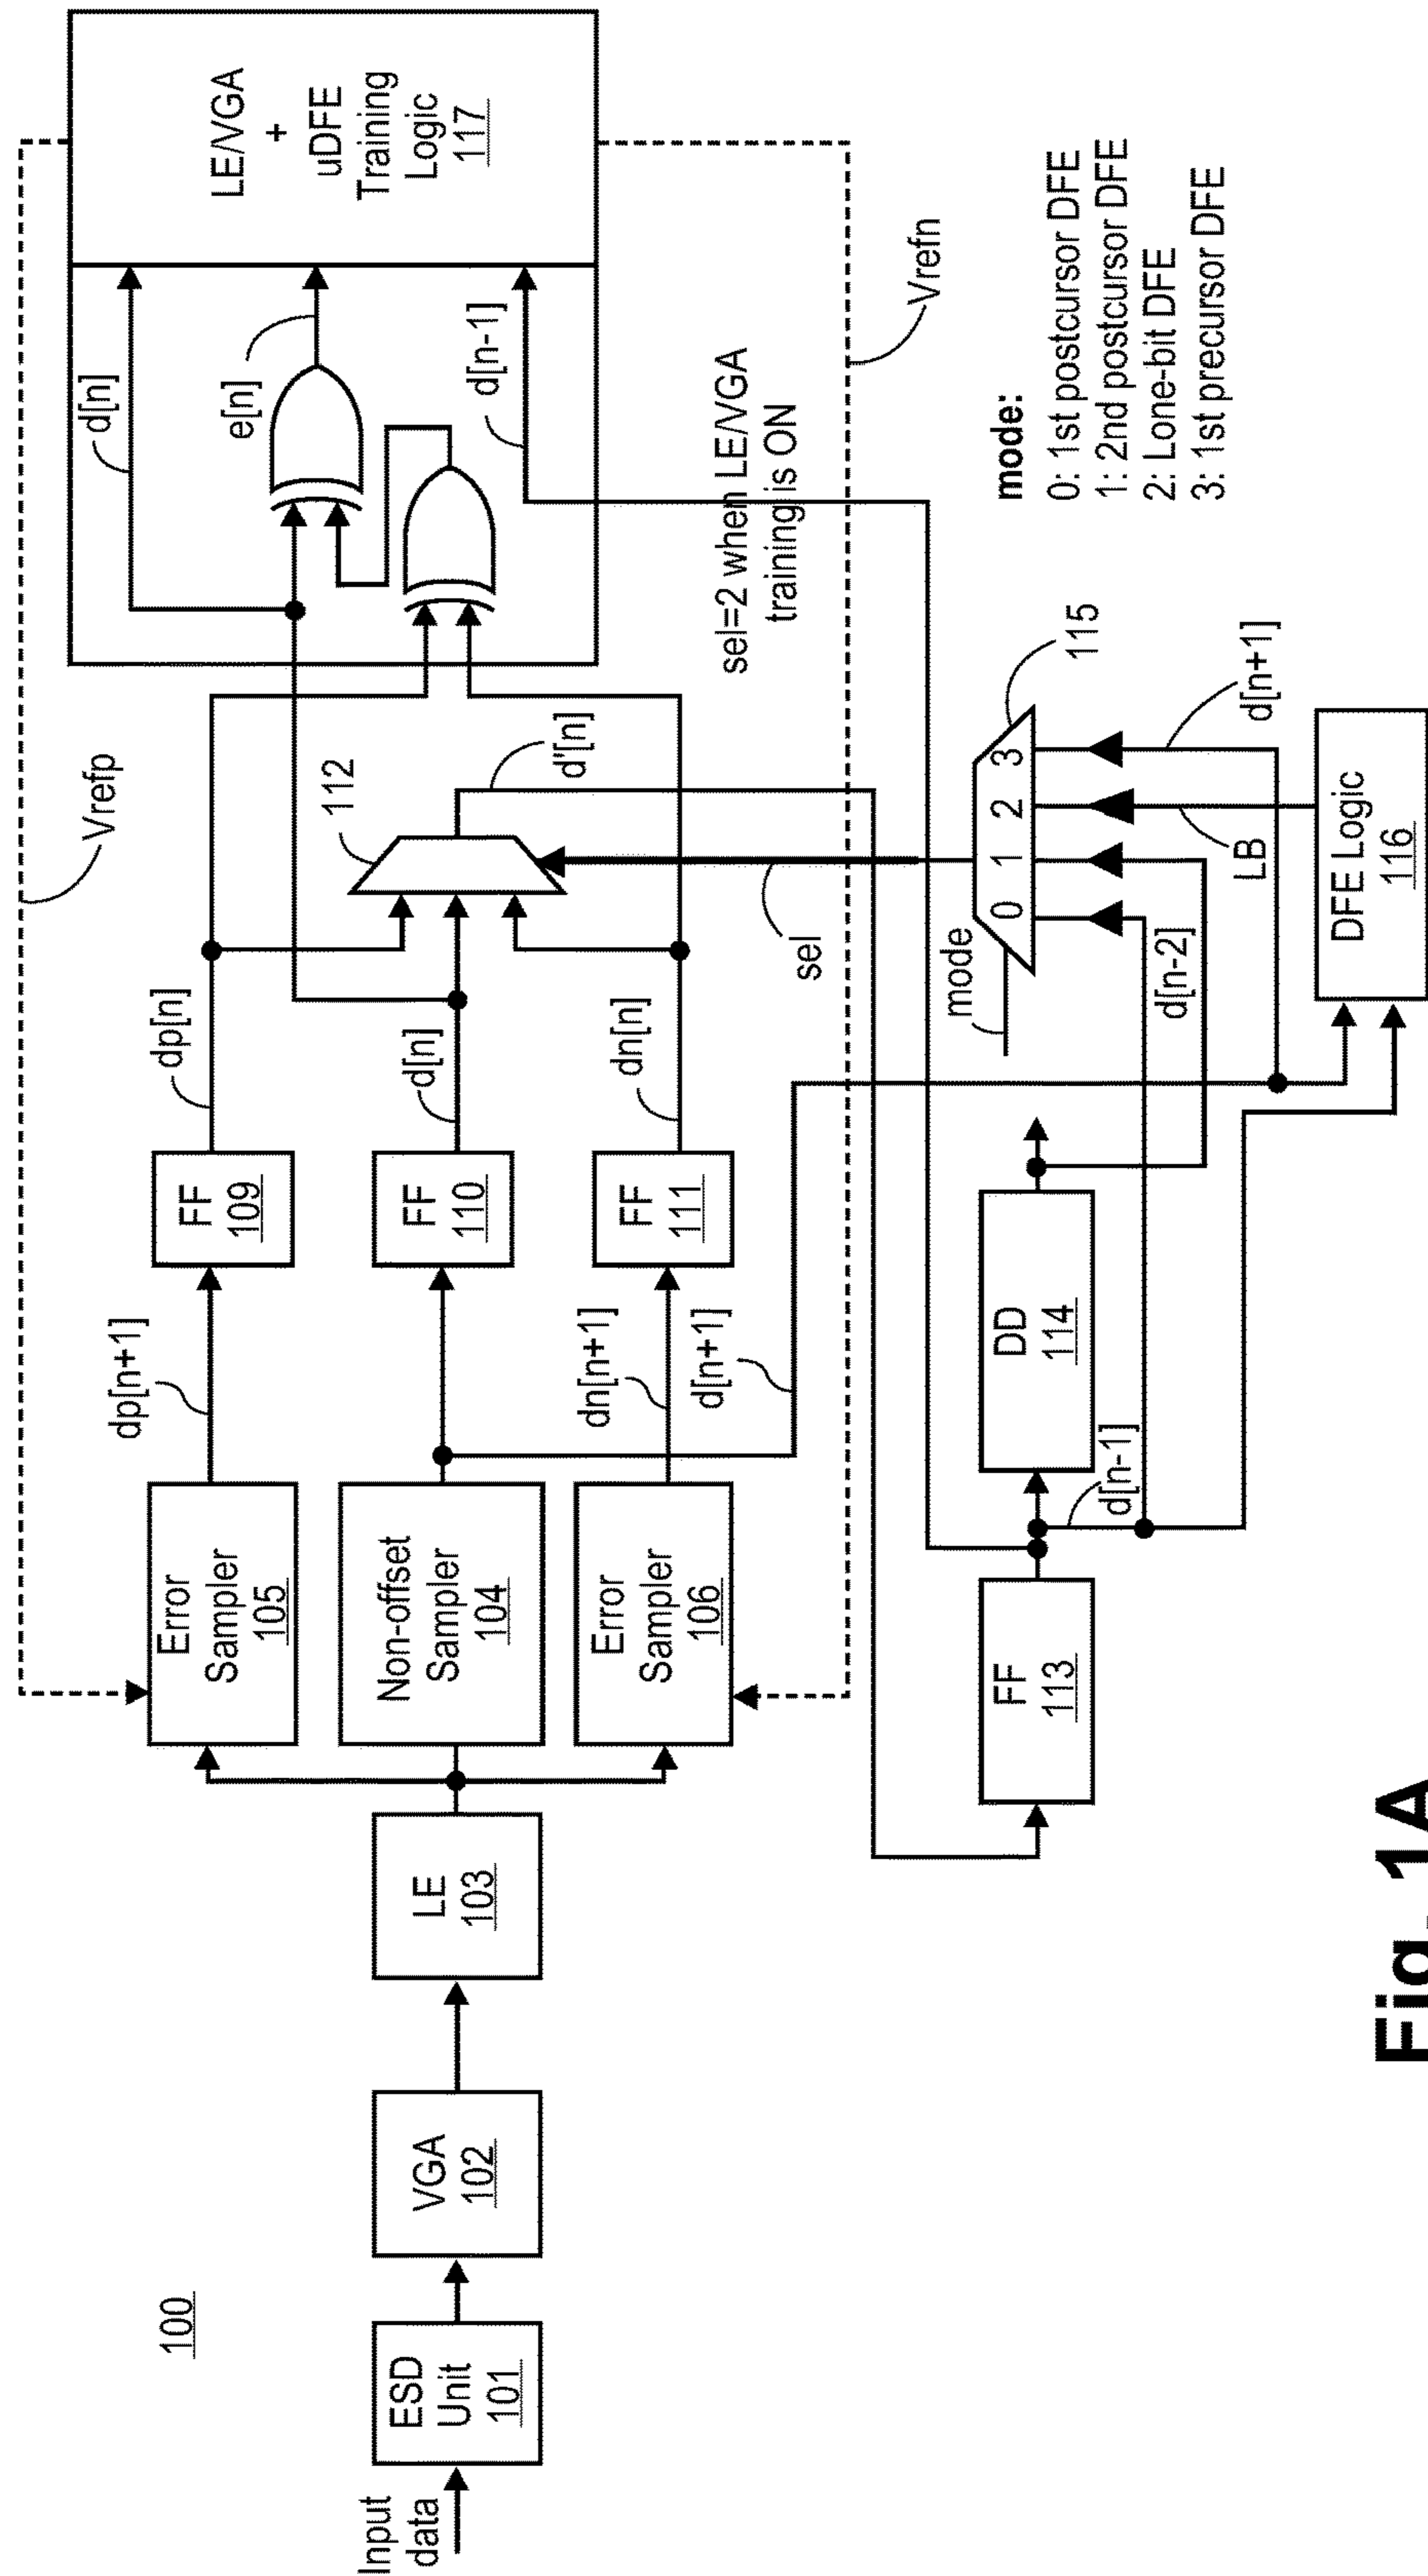 100
Input
data
ESD
Unit
101
VGA
102
LE
103
Error
Sampler
105
Non-offset
Sampler
104
Error
Sampler
106
dp[n+1]
dn[n+1]
d[n+1]
FF
109
FF
110
FF
111
dp[n]
d[n]
dn[n]
112
d'[n]
sel
Vrefp
Vrefn
d[n]
e[n]
d[n-1]
LE/VGA
+
uDFE
Training
Logic
117
sel=2 when LE/VGA
training is ON
FF
113
d[n-1]
DD
114
d[n-2]
mode
0 1 2 3
115
LB
d[n+1]
DFE Logic
116
mode:
0: 1st postcursor DFE
1: 2nd postcursor DFE
2: Lone-bit DFE
3: 1st precursor DFE
Fig. 1A